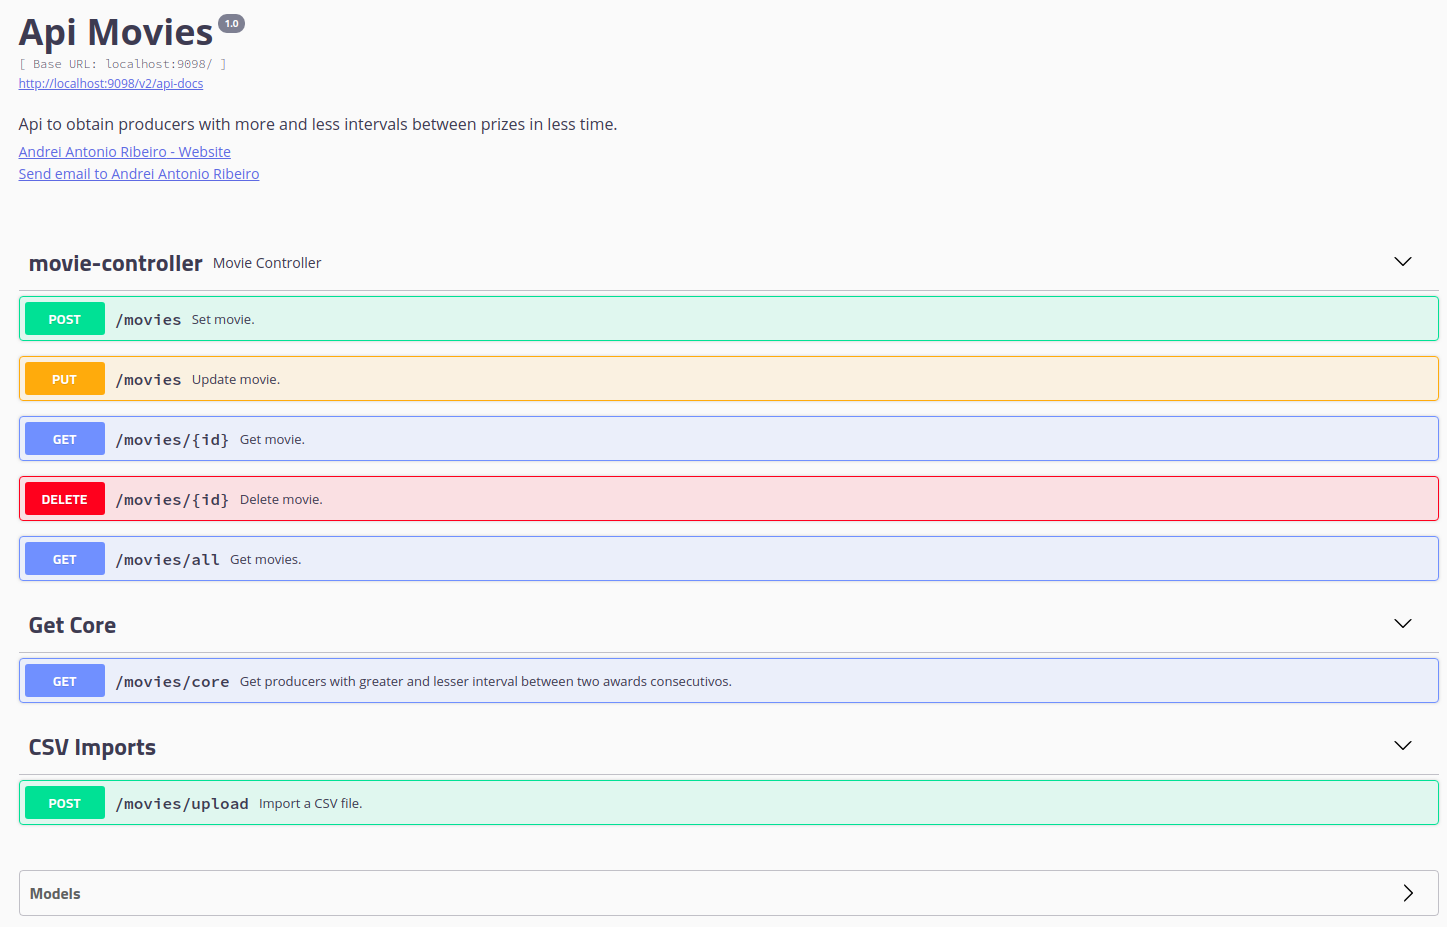 Api Movies 1.0
[ Base URL: localhost:9098/ ]
http://localhost:9098/v2/api-docs
Api to obtain producers with more and less intervals between prizes in less time.
Andrei Antonio Ribeiro - Website
Send email to Andrei Antonio Ribeiro
movie-controller Movie Controller
POST /movies Set movie.
PUT /movies Update movie.
GET /movies/{id} Get movie.
DELETE /movies/{id} Delete movie.
GET /movies/all Get movies.
Get Core
GET /movies/core Get producers with greater and lesser interval between two awards consecutivos.
CSV Imports
POST /movies/upload Import a CSV file.
Models